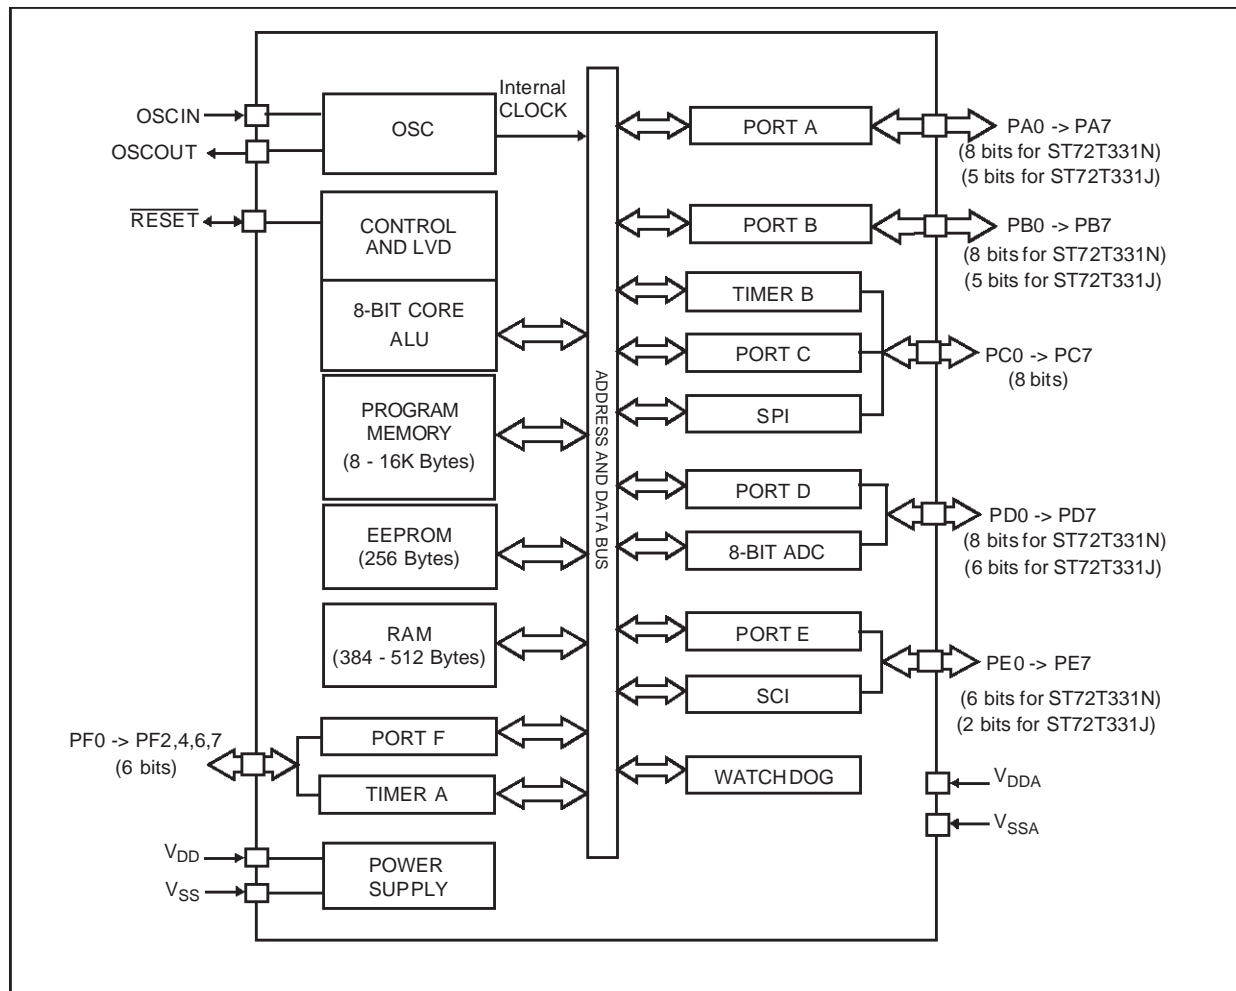 OSCIN
OSCOUT
RESET
OSC
Internal
CLOCK
CONTROL
AND LVD
8-BIT CORE
ALU
PROGRAM
MEMORY
(8 - 16K Bytes)
EEPROM
(256 Bytes)
RAM
(384 - 512 Bytes)
PF0 -> PF2,4,6,7
(6 bits)
PORT F
TIMER A
VDD
VSS
POWER
SUPPLY
ADDRESS AND DATA BUS
PORT A
PA0 -> PA7
(8 bits for ST72T331N)
(5 bits for ST72T331J)
PORT B
PB0 -> PB7
(8 bits for ST72T331N)
(5 bits for ST72T331J)
TIMER B
PORT C
SPI
PC0 -> PC7
(8 bits)
PORT D
8-BIT ADC
PD0 -> PD7
(8 bits for ST72T331N)
(6 bits for ST72T331J)
PORT E
SCI
PE0 -> PE7
(6 bits for ST72T331N)
(2 bits for ST72T331J)
WATCHDOG
VDDA
VSSA